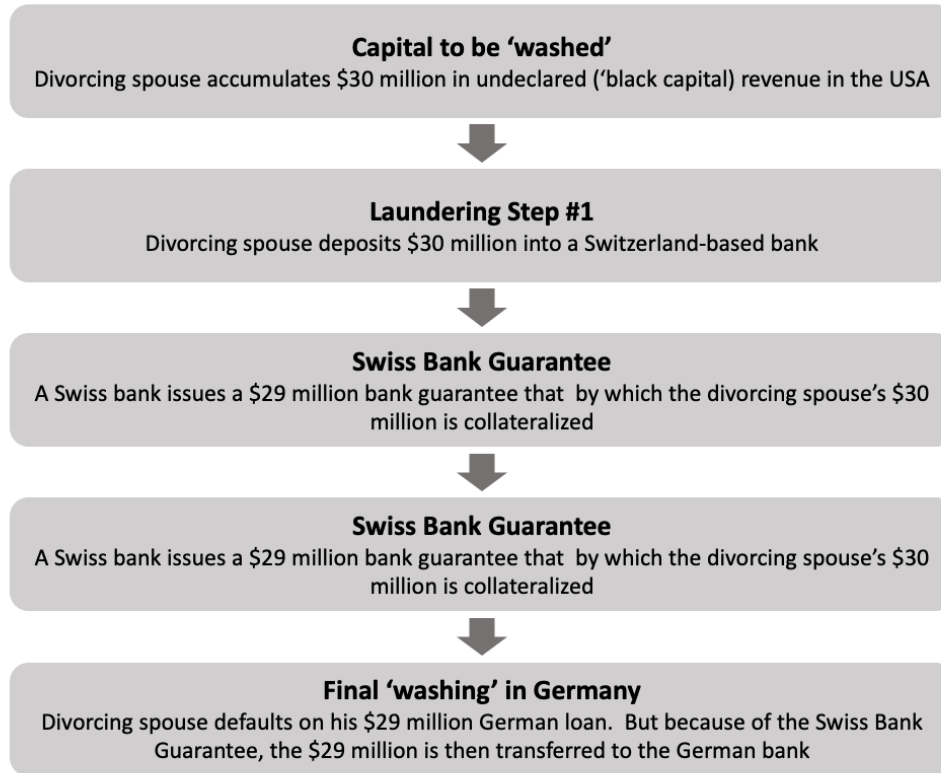 Capital to be ‘washed’
Divorcing spouse accumulates $30 million in undeclared (‘black capital) revenue in the USA
Laundering Step #1
Divorcing spouse deposits $30 million into a Switzerland-based bank
Swiss Bank Guarantee
A Swiss bank issues a $29 million bank guarantee that  by which the divorcing spouse’s $30
million is collateralized
Swiss Bank Guarantee
A Swiss bank issues a $29 million bank guarantee that  by which the divorcing spouse’s $30
million is collateralized
Final ‘washing’ in Germany
Divorcing spouse defaults on his $29 million German loan.  But because of the Swiss Bank
Guarantee, the $29 million is then transferred to the German bank